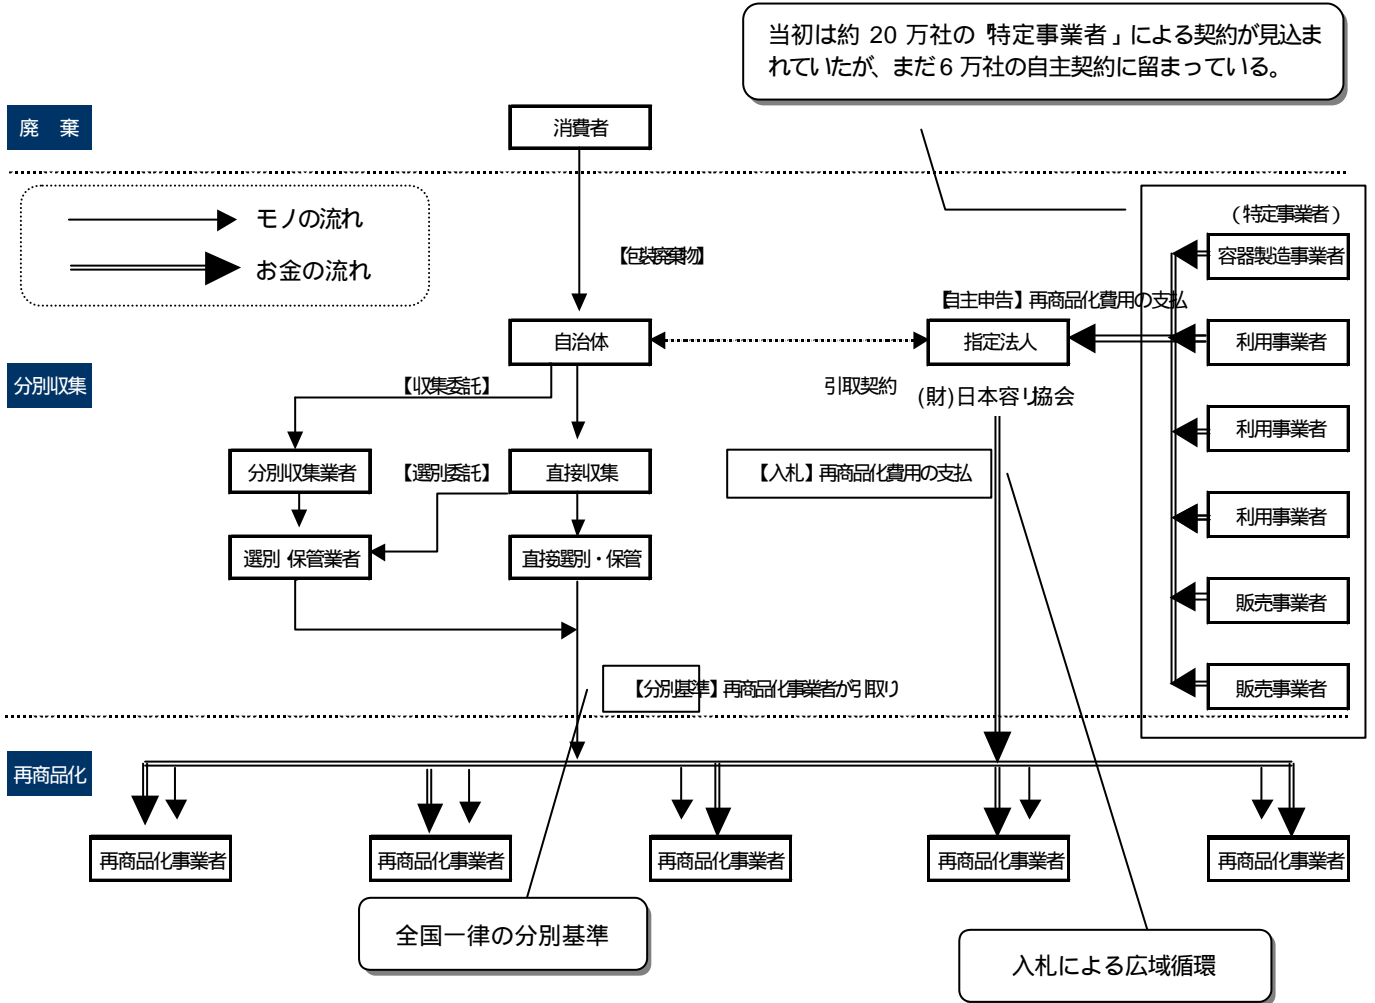 当初は約 20 万社の「特定事業者」による契約が見込ま
れていたが、まだ 6 万社の自主契約に留まっている。
廃 棄
消費者
モノの流れ
お金の流れ
（特定事業者）
【包装廃棄物】
容器製造事業者
【自主申告】再商品化費用の支払
自治体
指定法人
利用事業者
分別収集
【収集委託】
引取契約
(財)日本容リ協会
利用事業者
分別収集業者
【選別委託】
直接収集
【入札】再商品化費用の支払
利用事業者
選別 保管業者
直接選別・保管
販売事業者
【分別基準】再商品化事業者が引取り
販売事業者
再商品化
再商品化事業者
再商品化事業者
再商品化事業者
再商品化事業者
再商品化事業者
全国一律の分別基準
入札による広域循環